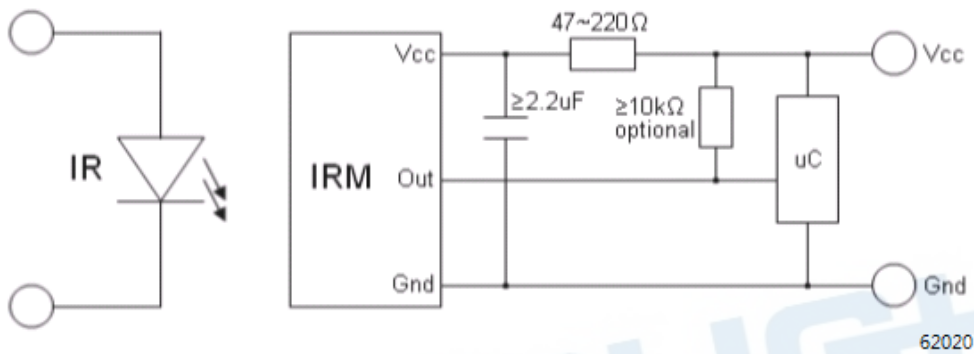 47~220Ω
Vcc
Vcc
≥2.2uF
≥10kΩ
optional
IR
IRM
Out
uC
Gnd
Gnd
62020